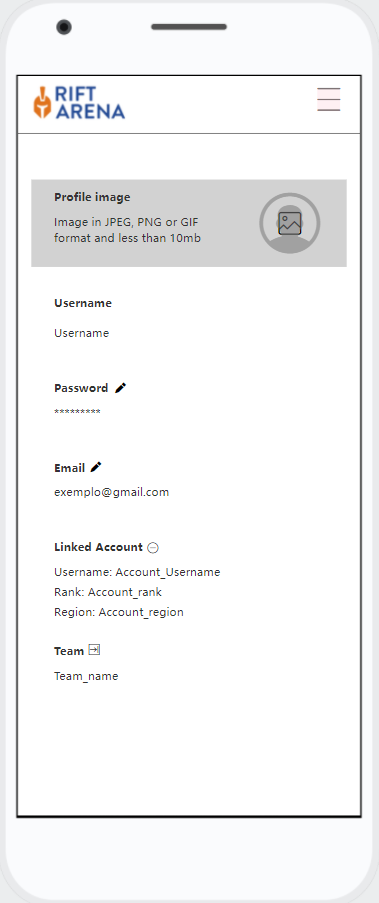 RIFT
ARENA
Profile image
Image in JPEG, PNG or GIF
format and less than 10mb
Username
Username
Password
*********
Email
exemplo@gmail.com
Linked Account
Username: Account_Username
Rank: Account_rank
Region: Account_region
Team
Team_name